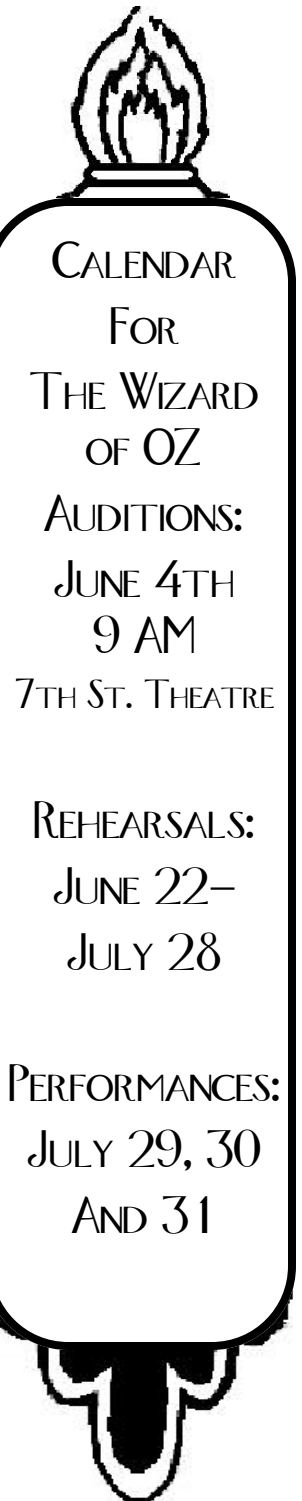 Calendar
For
The Wizard
of OZ
Auditions:
June 4th
9 AM
7th St. Theatre
Rehearsals:
June 22–
July 28
Performances:
July 29, 30
And 31